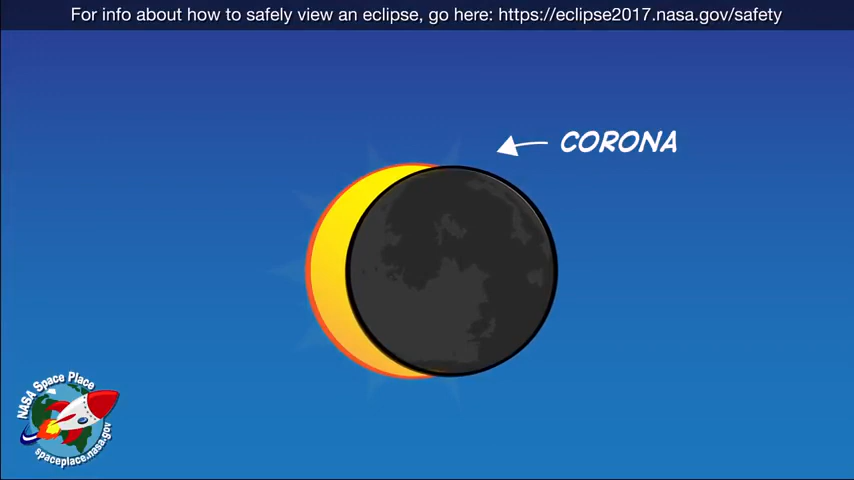 For info about how to safely view an eclipse, go here: https://eclipse2017.nasa.gov/safety
CORONA
NASA Space Place
spaceplace.nasa.gov